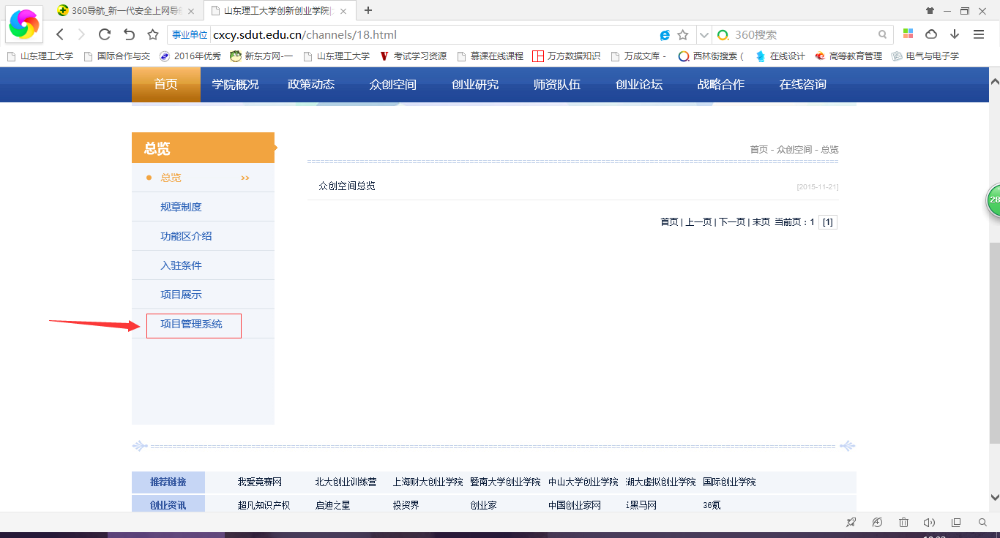 360导航_新一代安全上网导航
山东理工大学创新创业学院|
事业单位 cxcy.sdut.edu.cn/channels/18.html
360搜索
山东理工大学 国际合作与交 2016年优秀 新东方网-一 山东理工大学 考试学习资源 慕课在线课程 万方数据知识 万成文库 - 西林街搜索 ( 在线设计 高等教育管理 电气与电子学
首页 学院概况 政策动态 众创空间 创业研究 师资队伍 创业论坛 战略合作 在线咨询
总览
首页 - 众创空间 - 总览
总览 >>
众创空间总览 [2015-11-21]
规章制度
首页 | 上一页 | 下一页 | 末页 当前页：1 [1]
功能区介绍
入驻条件
项目展示
项目管理系统
28
推荐链接 我爱竞赛网 北大创业训练营 上海财大创业学院 暨南大学创业学院 中山大学创业学院 湖大虚拟创业学院 国际创业学院
创业资讯 超凡知识产权 启迪之星 投资界 创业家 中国创业家网 i黑马网 36氪